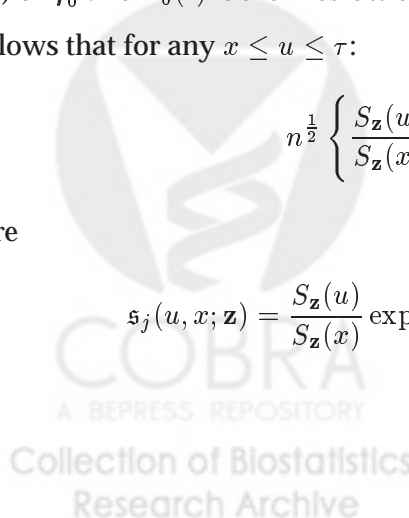 lows that for any x ≤ u ≤ τ:
n^{1/2} { S_z(u / S_z(x
re
𝔰_j(u, x; z) = S_z(u) / S_z(x) exp
COBRA
A BEPRESS REPOSITORY
Collection of Biostatistics
Research Archive